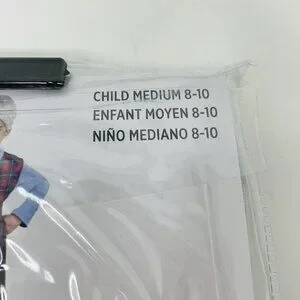 CHILD MEDIUM 8-10
ENFANT MOYEN 8-10
NIÑO MEDIANO 8-10